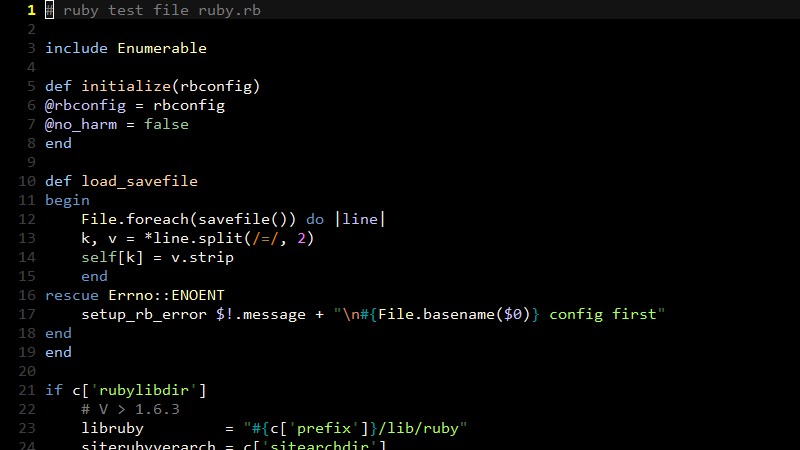 1 # ruby test file ruby.rb
2
3 include Enumerable
4
5 def initialize(rbconfig)
6 @rbconfig = rbconfig
7 @no_harm = false
8 end
9
10 def load_savefile
11 begin
12     File.foreach(savefile()) do |line|
13     k, v = *line.split(/=/, 2)
14     self[k] = v.strip
15     end
16 rescue Errno::ENOENT
17     setup_rb_error $!.message + "\n#{File.basename($0)} config first"
18 end
19 end
20
21 if c['rubylibdir']
22     # V > 1.6.3
23     libruby         = "#{c['prefix']}/lib/ruby"
24     siterubyverarch = c['sitearchdir']